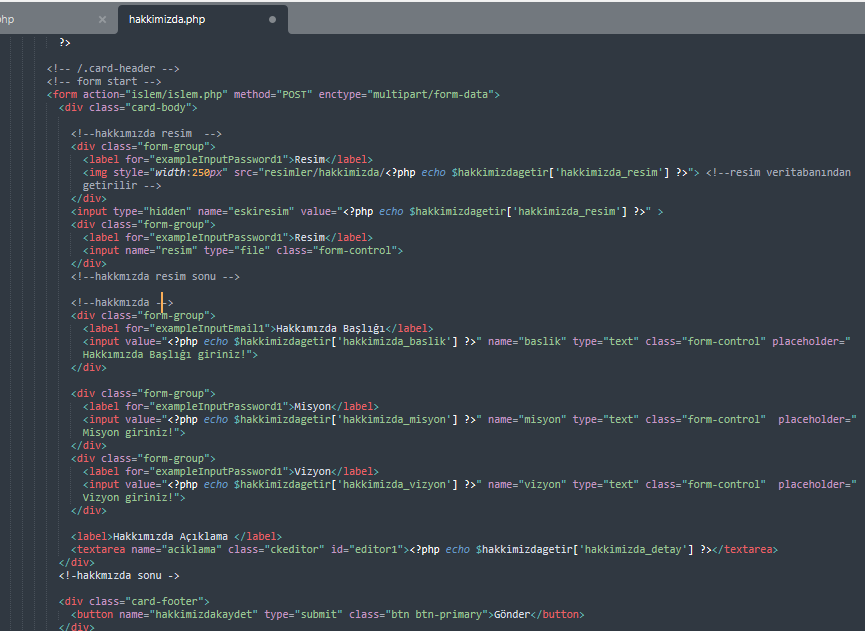 hp × hakkimizda.php
?>
<!-- /.card-header -->
<!-- form start -->
<form action="islem/islem.php" method="POST" enctype="multipart/form-data">
<div class="card-body">
<!--hakkımızda resim  -->
<div class="form-group">
<label for="exampleInputPassword1">Resim</label>
<img style="width:250px" src="resimler/hakkimizda/<?php echo $hakkimizdagetir['hakkimizda_resim'] ?>"> <!--resim veritabanından
getirilir -->
</div>
<input type="hidden" name="eskiresim" value="<?php echo $hakkimizdagetir['hakkimizda_resim'] ?>" >
<div class="form-group">
<label for="exampleInputPassword1">Resim</label>
<input name="resim" type="file" class="form-control">
</div>
<!--hakkmızda resim sonu -->
<!--hakkmızda -->
<div class="form-group">
<label for="exampleInputEmail1">Hakkımızda Başlığı</label>
<input value="<?php echo $hakkimizdagetir['hakkimizda_baslik'] ?>" name="baslik" type="text" class="form-control" placeholder="
Hakkımızda Başlığı giriniz!">
</div>
<div class="form-group">
<label for="exampleInputPassword1">Misyon</label>
<input value="<?php echo $hakkimizdagetir['hakkimizda_misyon'] ?>" name="misyon" type="text" class="form-control"  placeholder="
Misyon giriniz!">
</div>
<div class="form-group">
<label for="exampleInputPassword1">Vizyon</label>
<input value="<?php echo $hakkimizdagetir['hakkimizda_vizyon'] ?>" name="vizyon" type="text" class="form-control"  placeholder="
Vizyon giriniz!">
</div>
<label>Hakkımızda Açıklama </label>
<textarea name="aciklama" class="ckeditor" id="editor1"><?php echo $hakkimizdagetir['hakkimizda_detay'] ?></textarea>
</div>
<!-hakkmızda sonu ->
<div class="card-footer">
<button name="hakkimizdakaydet" type="submit" class="btn btn-primary">Gönder</button>
</div>